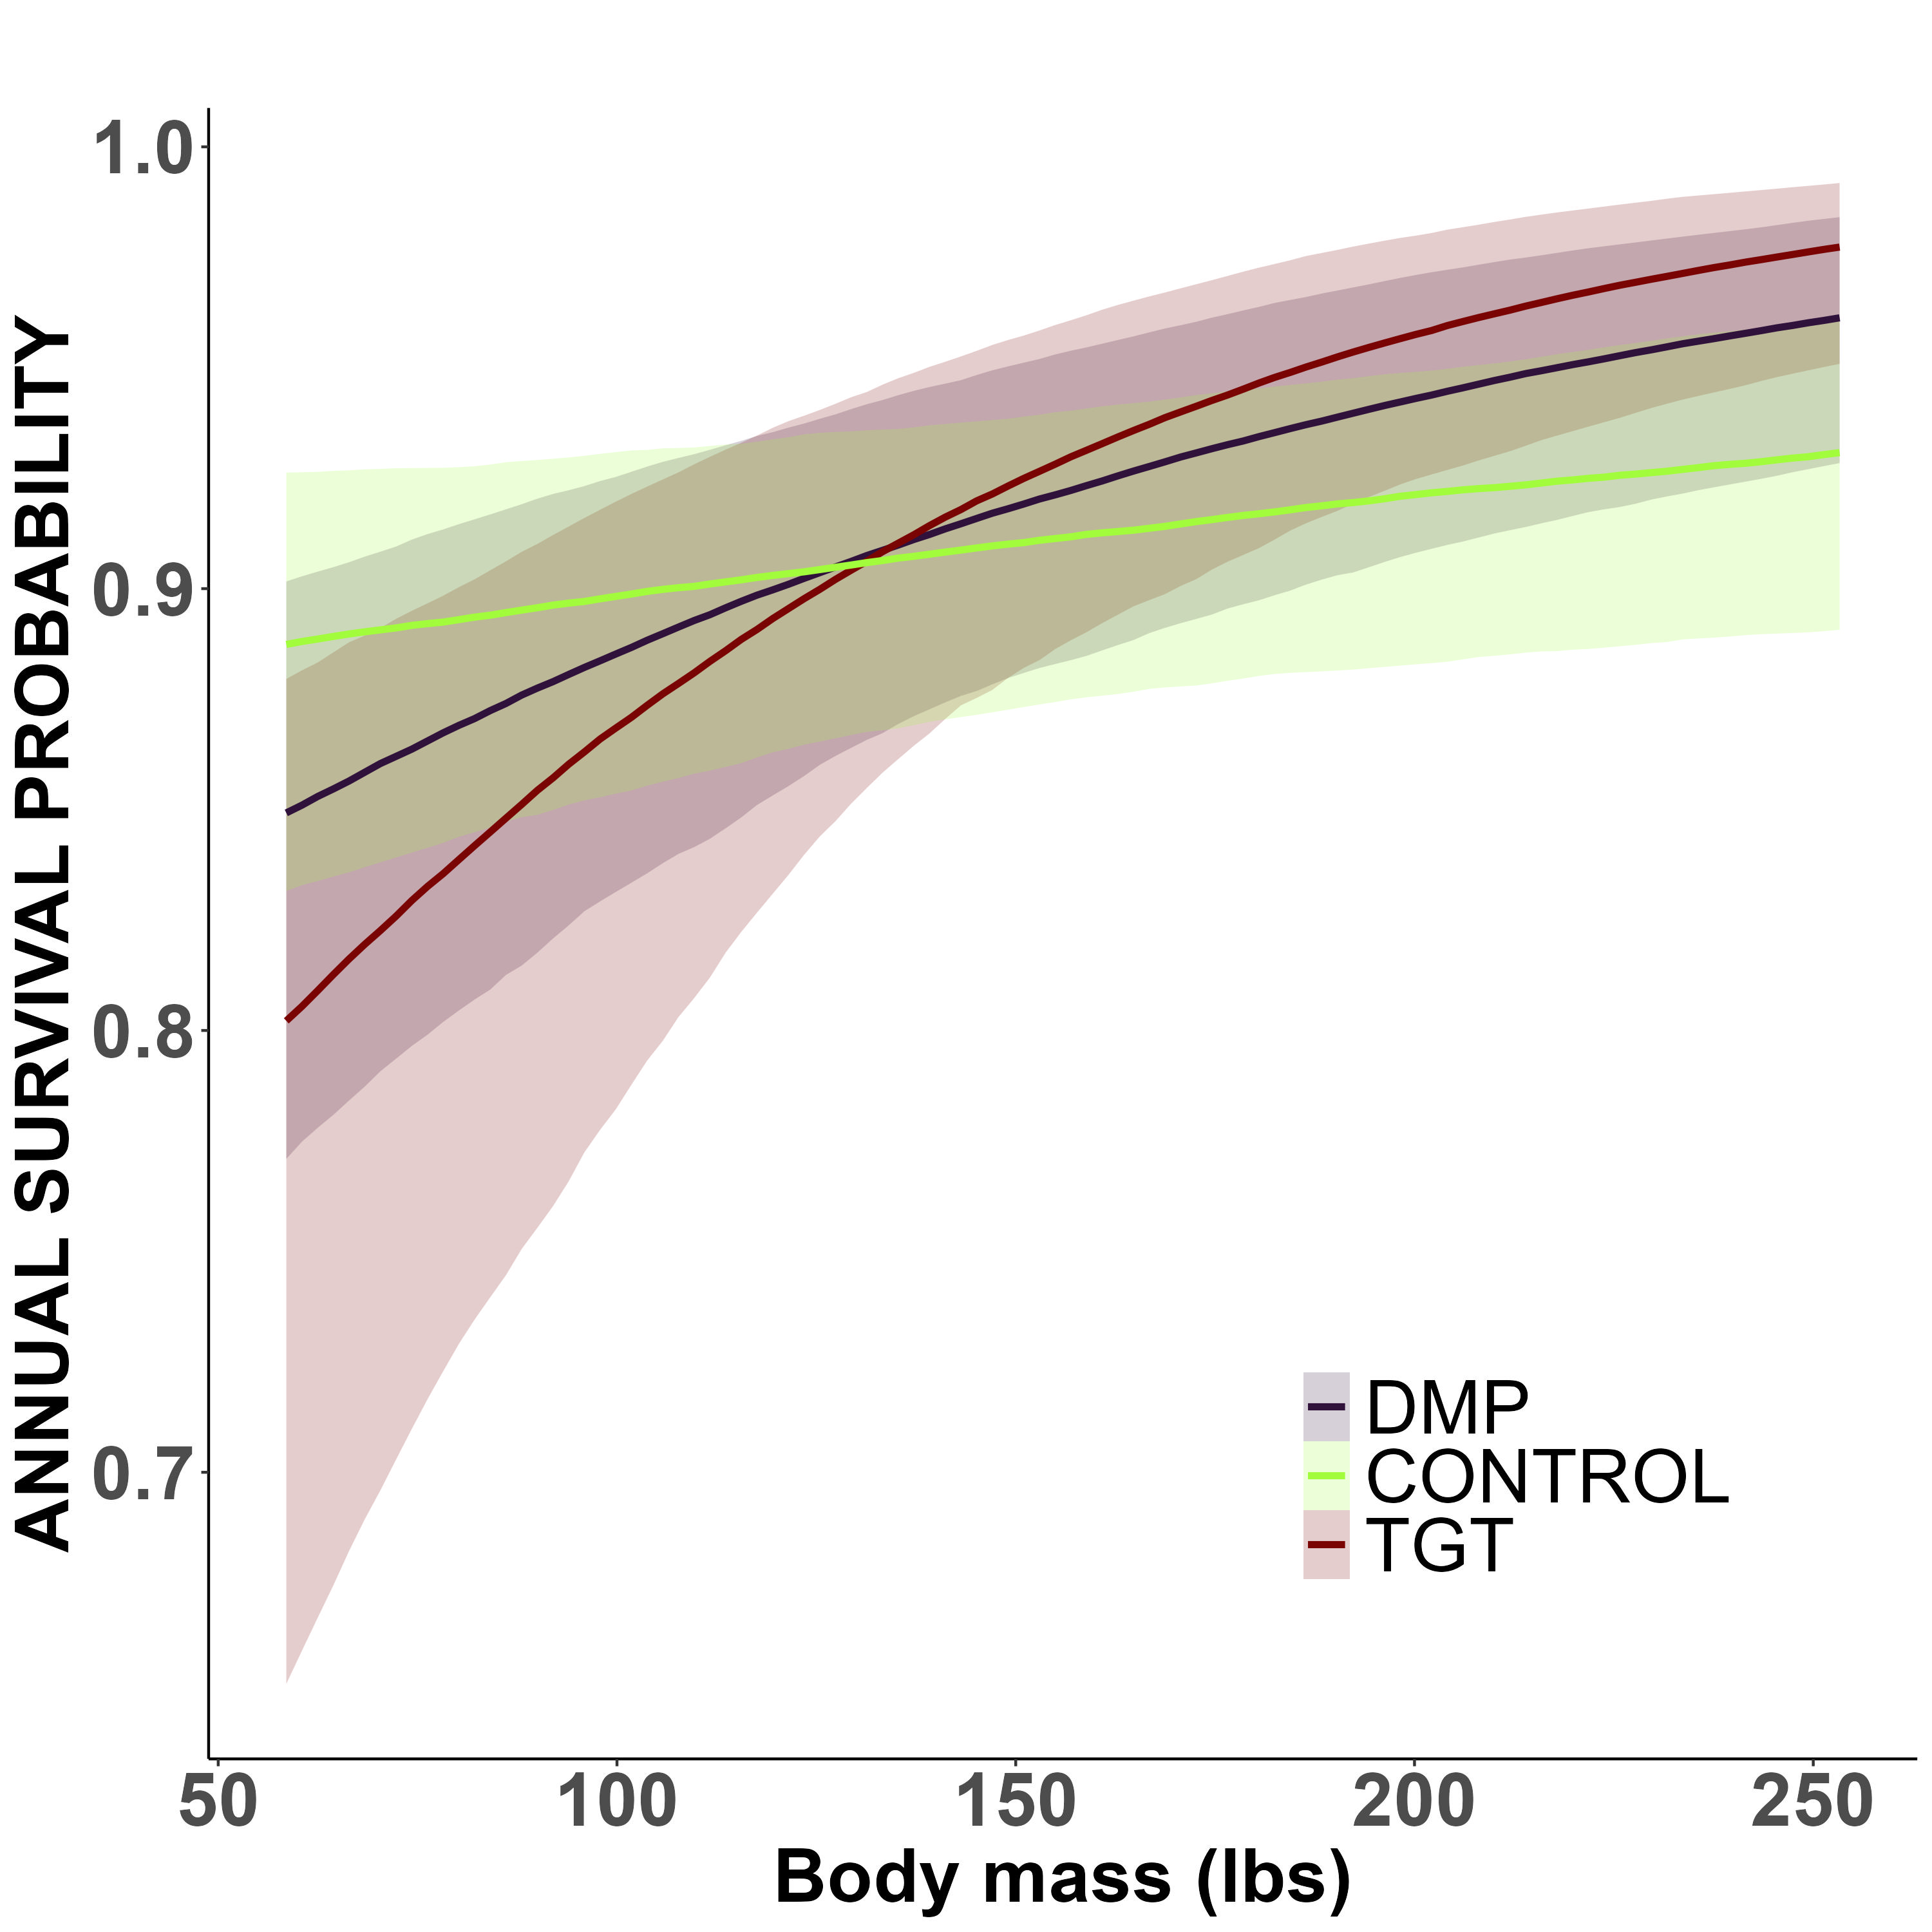 ANNUAL SURVIVAL PROBABILITY
1.0
0.9
0.8
0.7
50 100 150 200 250
Body mass (lbs)
DMP
CONTROL
TGT